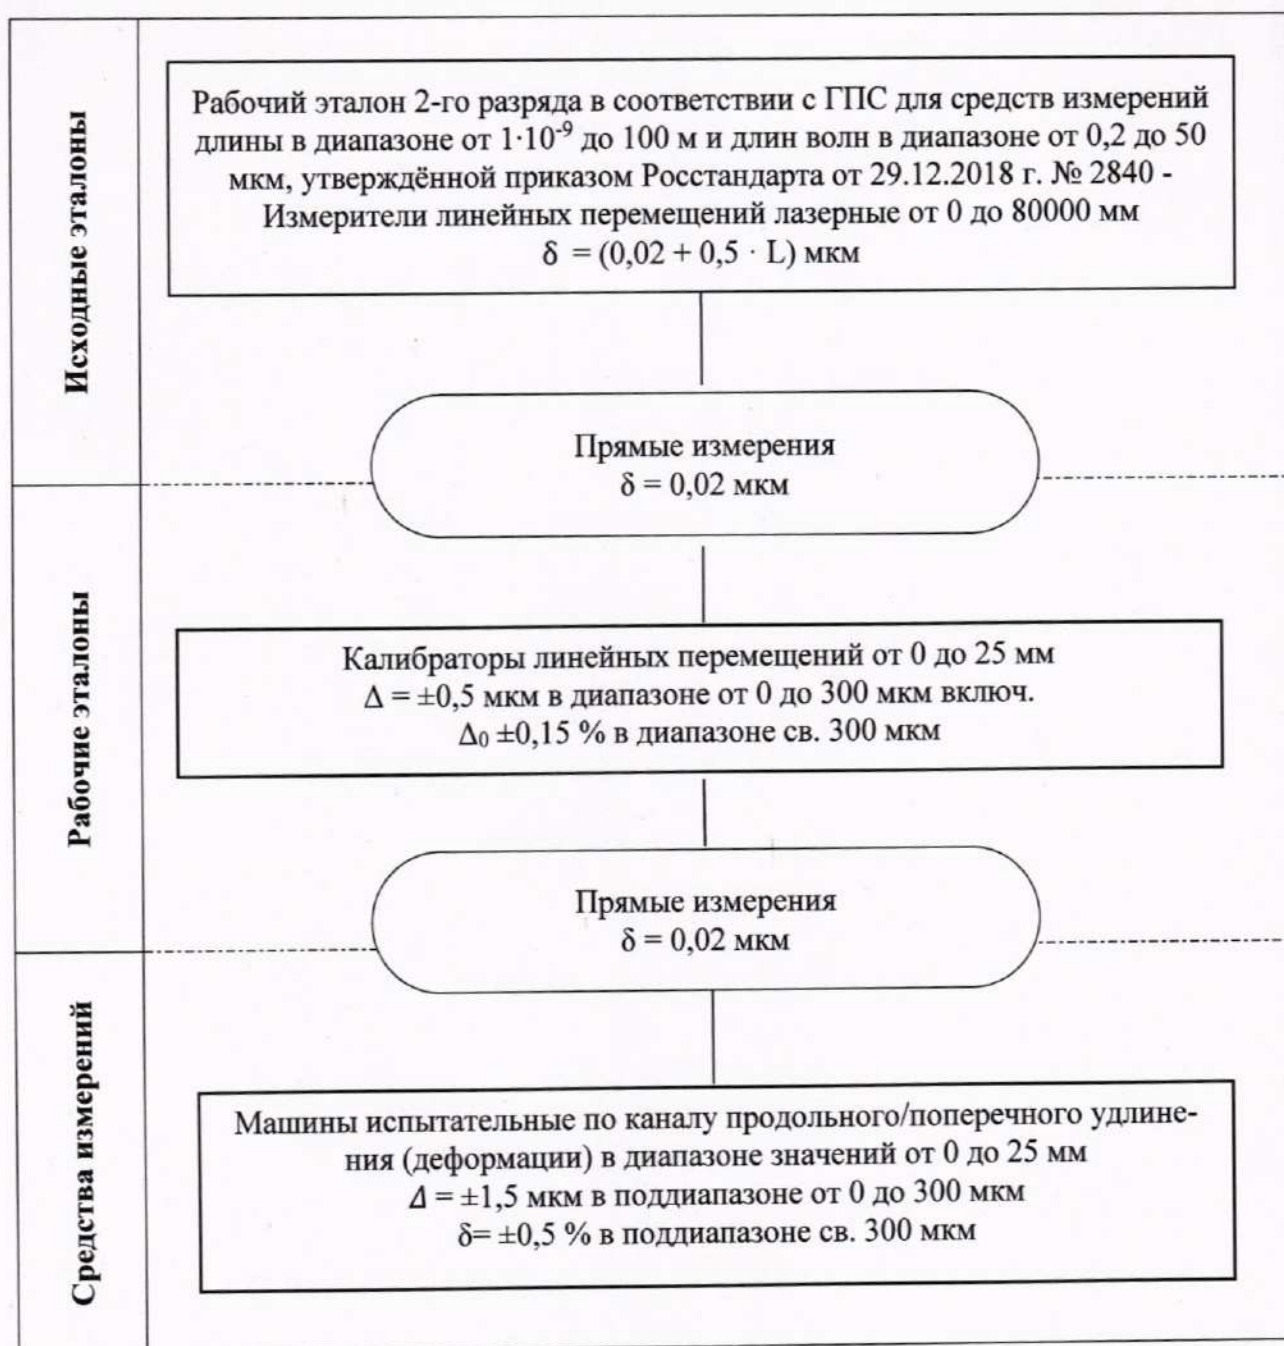 Исходные эталоны
Рабочий эталон 2-го разряда в соответствии с ГПС для средств измерений
длины в диапазоне от 1·10⁻⁹ до 100 м и длин волн в диапазоне от 0,2 до 50
мкм, утверждённой приказом Росстандарта от 29.12.2018 г. № 2840 -
Измерители линейных перемещений лазерные от 0 до 80000 мм
δ = (0,02 + 0,5 · L) мкм
Прямые измерения
δ = 0,02 мкм
Рабочие эталоны
Калибраторы линейных перемещений от 0 до 25 мм
Δ = ±0,5 мкм в диапазоне от 0 до 300 мкм включ.
Δ₀ ±0,15 % в диапазоне св. 300 мкм
Прямые измерения
δ = 0,02 мкм
Средства измерений
Машины испытательные по каналу продольного/поперечного удлине-
ния (деформации) в диапазоне значений от 0 до 25 мм
Δ = ±1,5 мкм в поддиапазоне от 0 до 300 мкм
δ= ±0,5 % в поддиапазоне св. 300 мкм